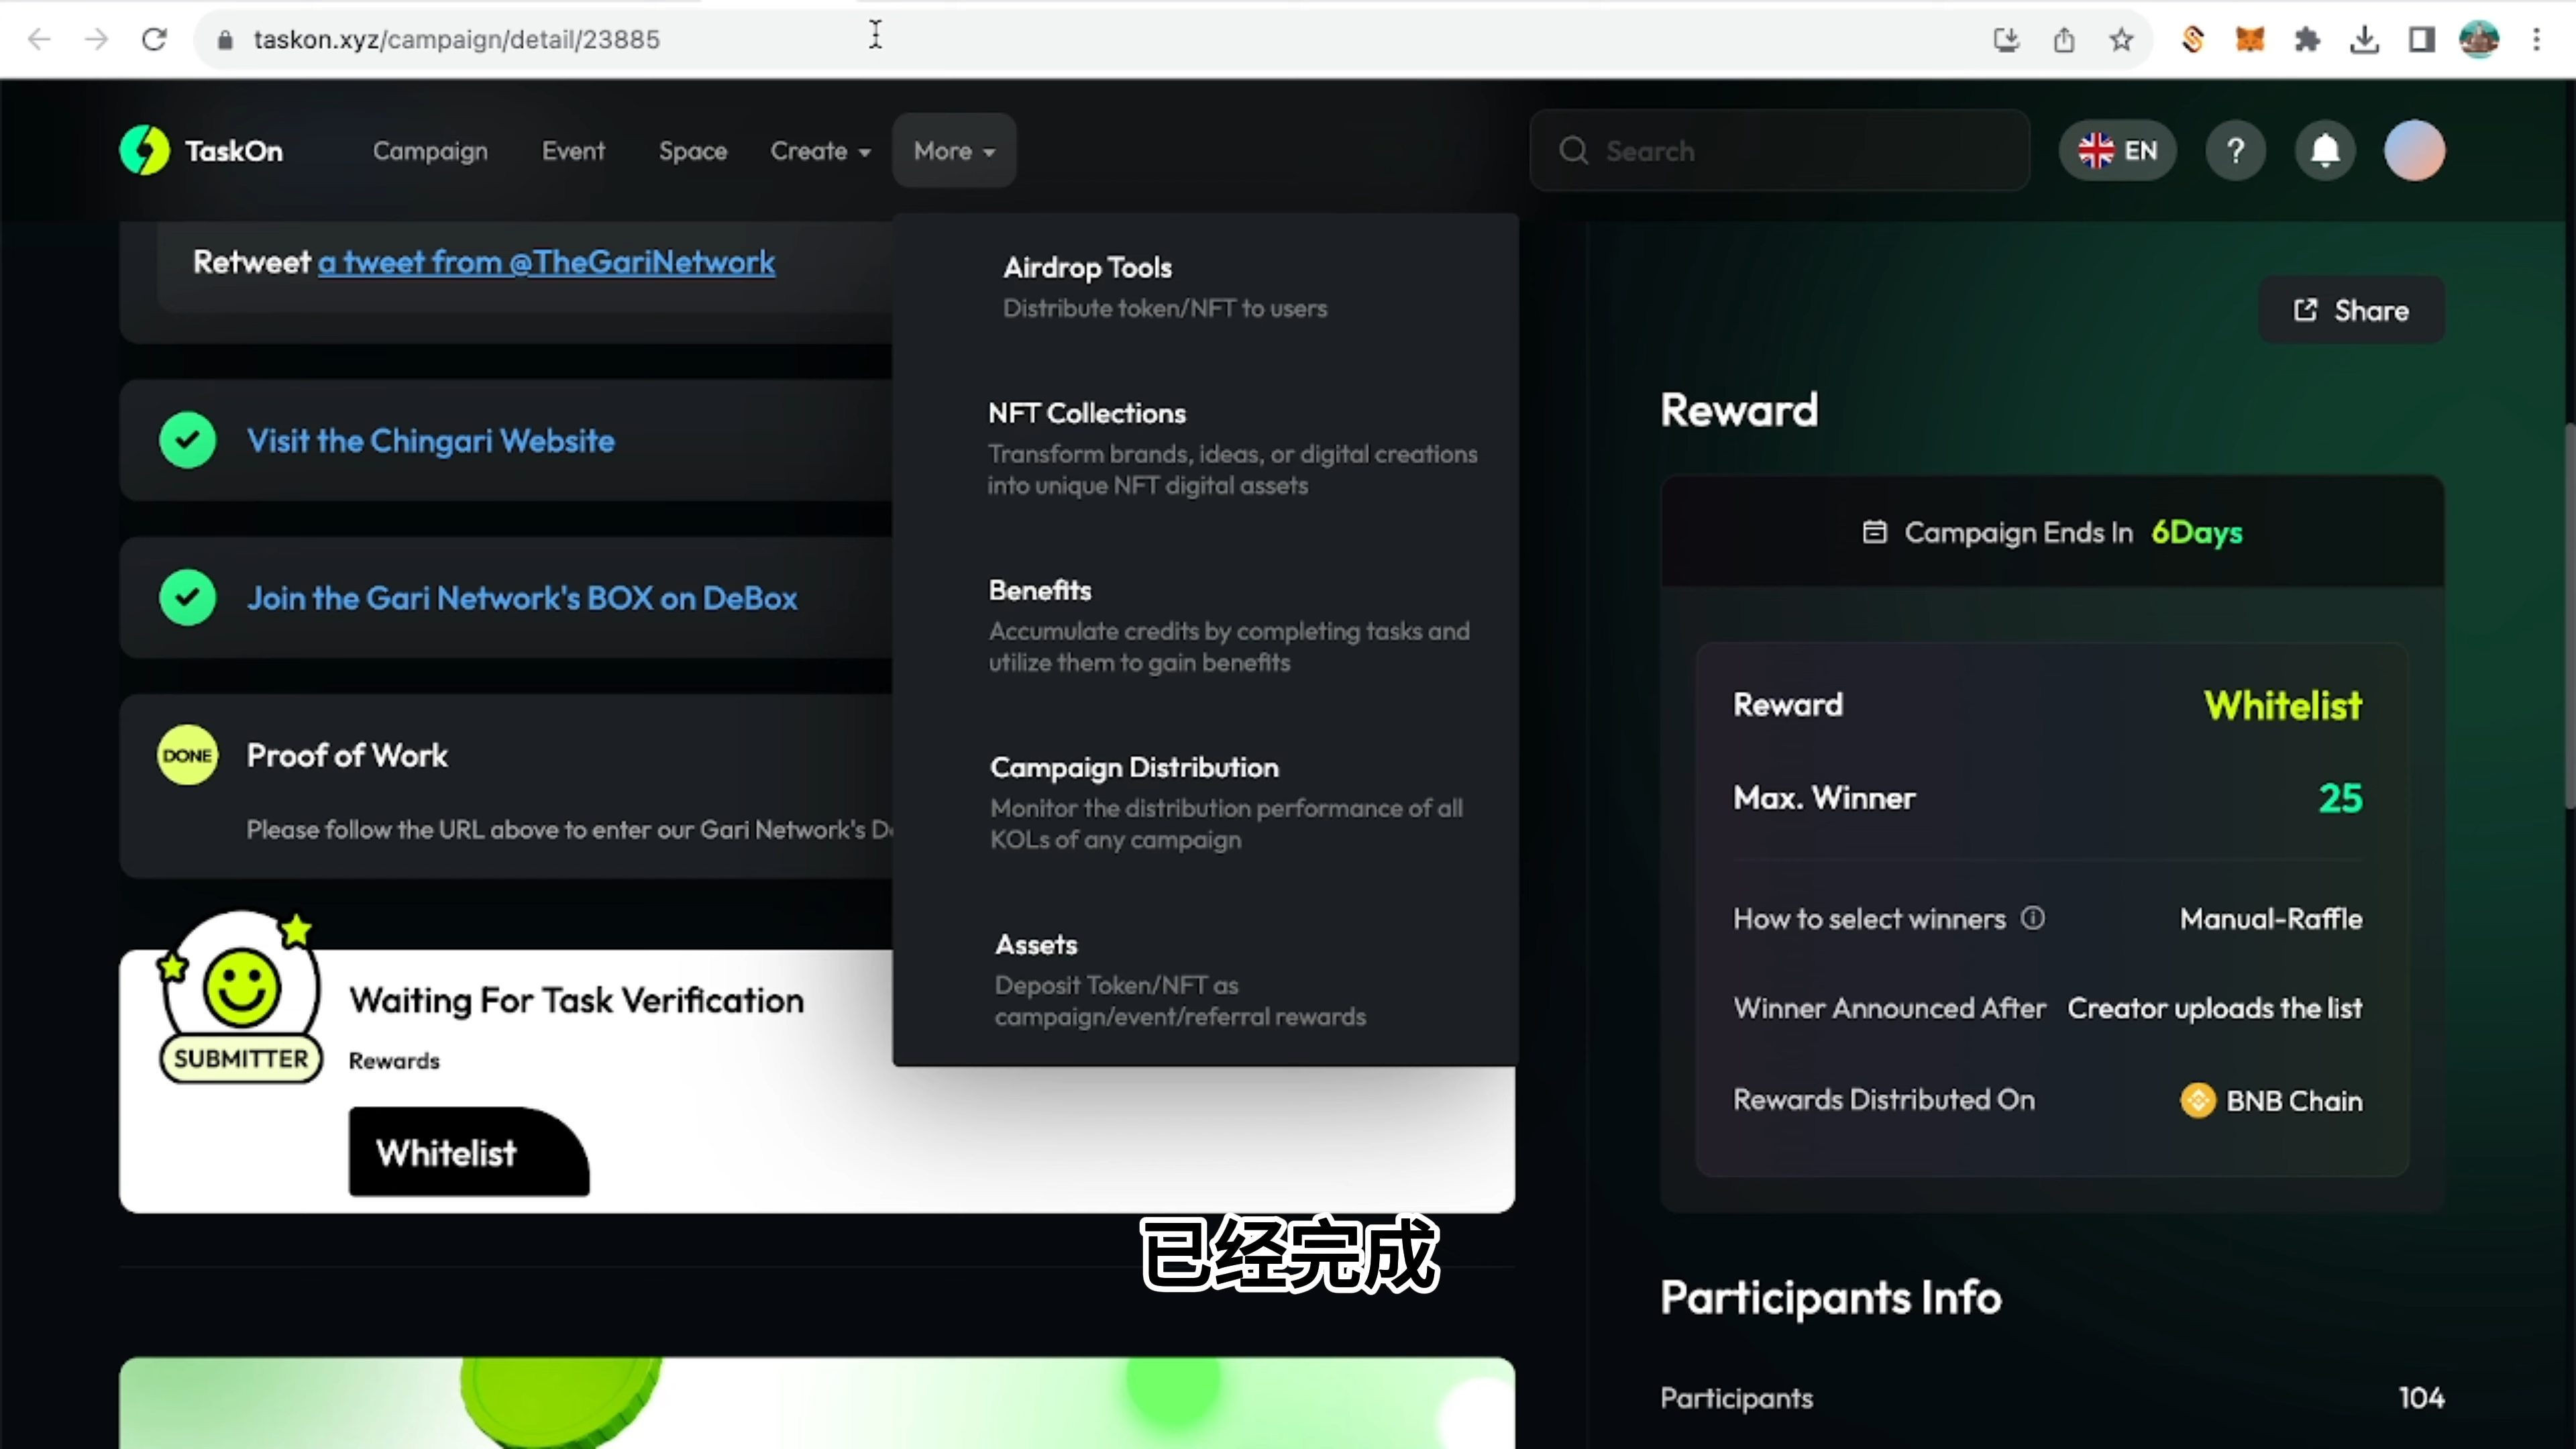 taskon.xyz/campaign/detail/23885
TaskOn
Campaign
Event
Space
Create
More
Search
EN
?
Retweet a tweet from @TheGariNetwork
Visit the Chingari Website
Join the Gari Network's BOX on DeBox
DONE
Proof of Work
Please follow the URL above to enter our Gari Network's De
SUBMITTER
Waiting For Task Verification
Rewards
Whitelist
Airdrop Tools
Distribute token/NFT to users
NFT Collections
Transform brands, ideas, or digital creations
into unique NFT digital assets
Benefits
Accumulate credits by completing tasks and
utilize them to gain benefits
Campaign Distribution
Monitor the distribution performance of all
KOLs of any campaign
Assets
Deposit Token/NFT as
campaign/event/referral rewards
Share
Reward
Campaign Ends In 6Days
Reward Whitelist
Max. Winner 25
How to select winners Manual-Raffle
Winner Announced After Creator uploads the list
Rewards Distributed On BNB Chain
已经完成
Participants Info
Participants 104